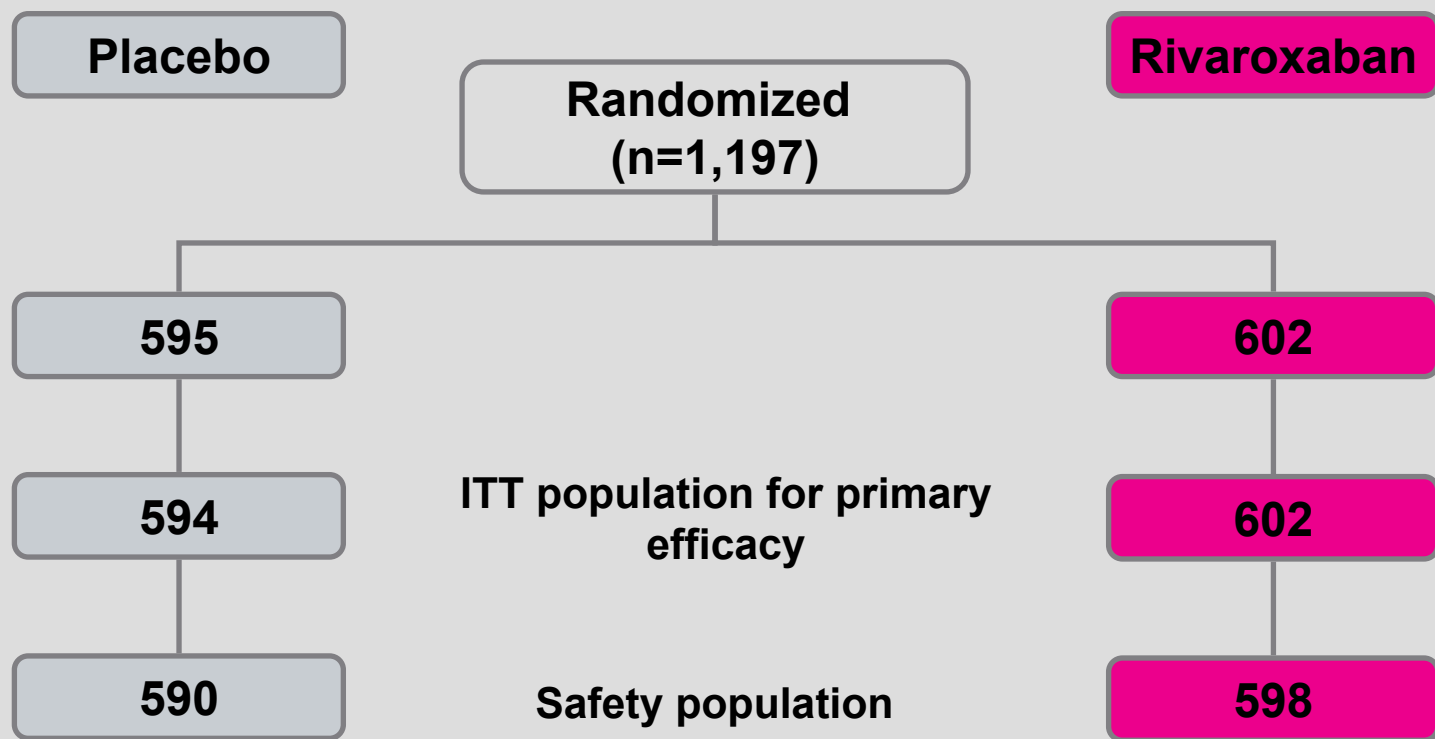 Placebo
Rivaroxaban
Randomized
(n=1,197)
595
602
594
ITT population for primary
efficacy
602
590
Safety population
598